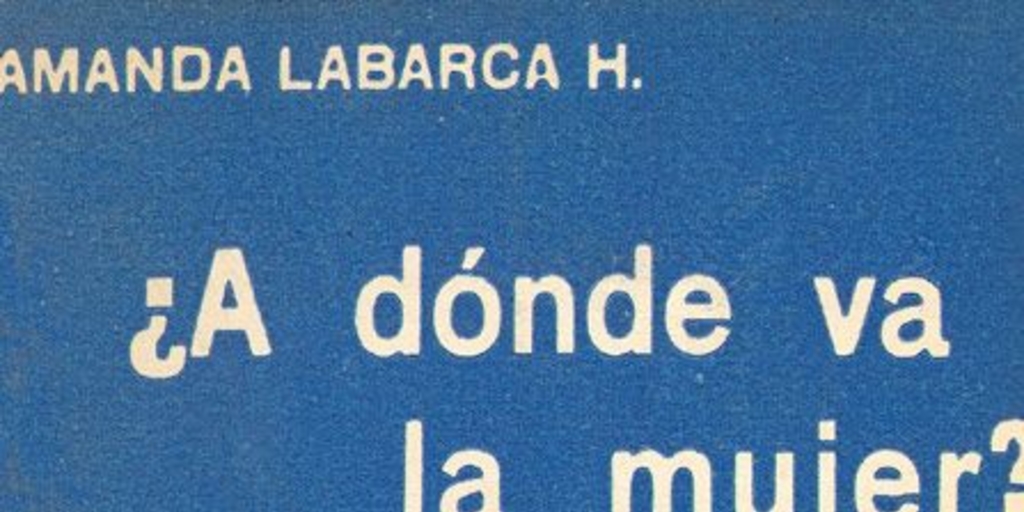 AMANDA LABARCA H.
¿A dónde va
la mujer?